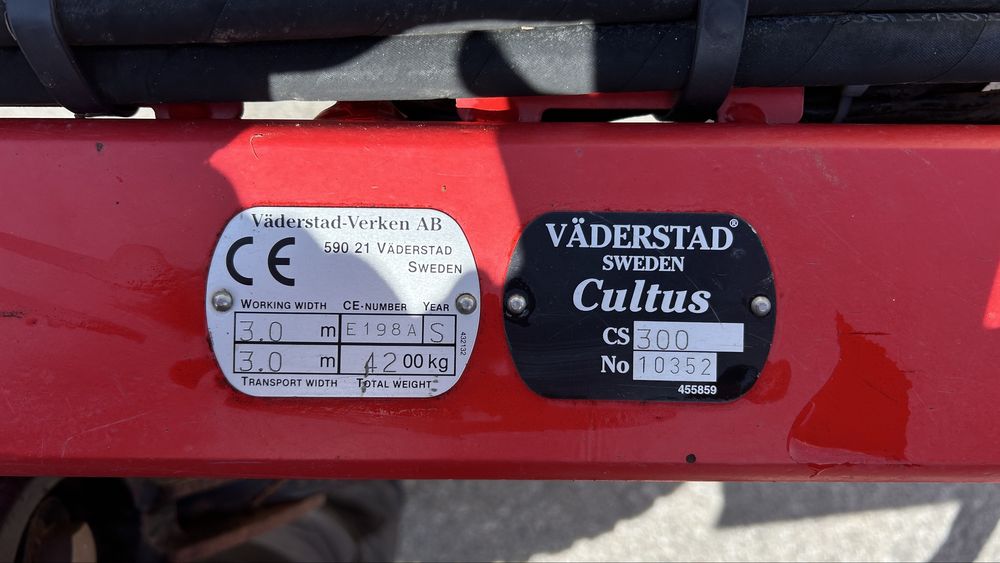 Väderstad-Verken AB
CE
590 21 VÄDERSTAD
SWEDEN
WORKING WIDTH CE-NUMBER YEAR
3.0 m E198A S
3.0 m 4200 kg
TRANSPORT WIDTH TOTAL WEIGHT
432132
VÄDERSTAD®
SWEDEN
Cultus
CS 300
No 10352
455859